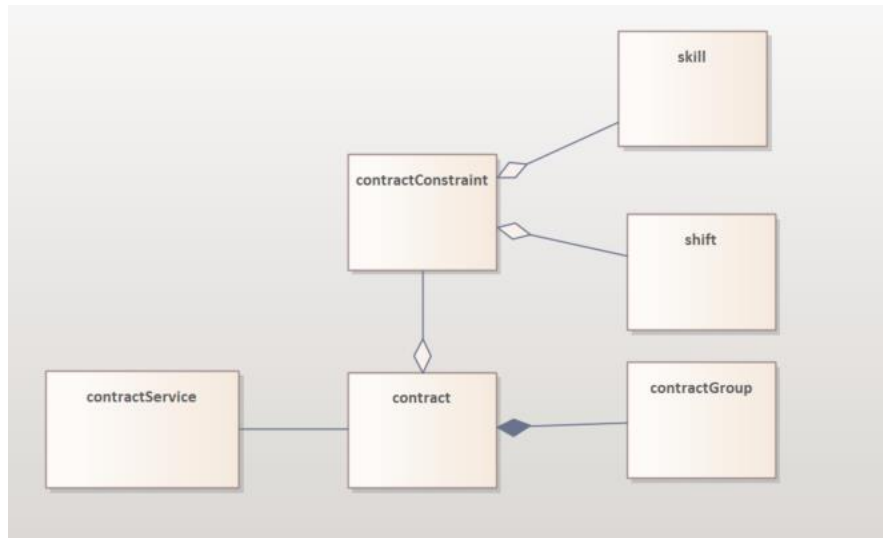 skill
contractConstraint
shift
contractService
contract
contractGroup